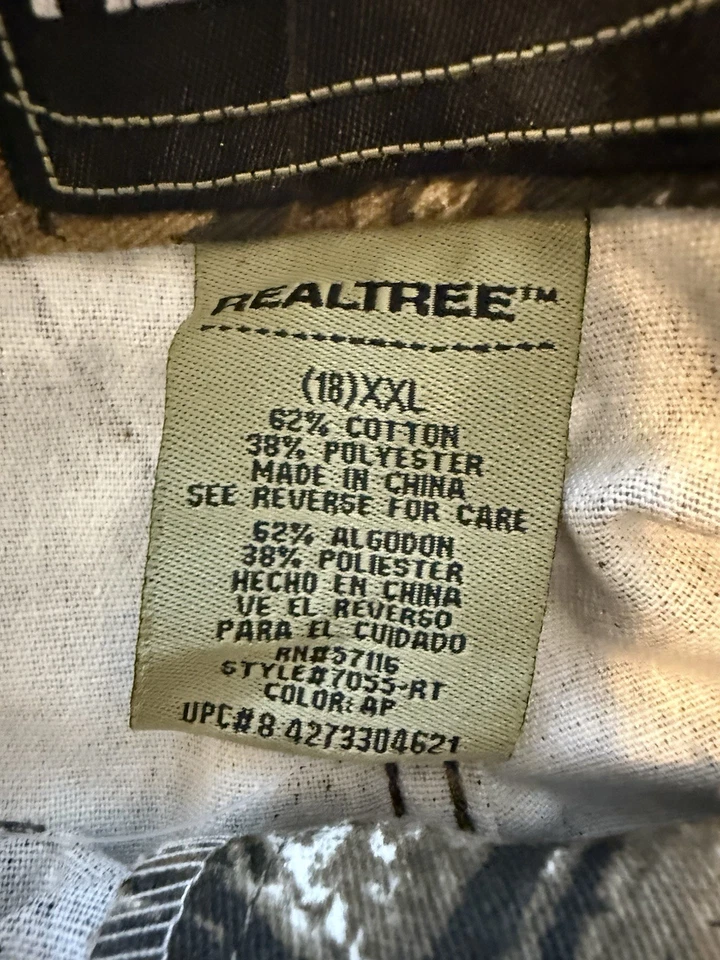 REALTREE™
(18)XXL
62% COTTON
38% POLYESTER
MADE IN CHINA
SEE REVERSE FOR CARE
62% ALGODON
38% POLIESTER
HECHO EN CHINA
VE EL REVERSO
PARA EL CUIDADO
RN#57116
STYLE#7055-RT
COLOR: AP
UPC# 8 4273304621